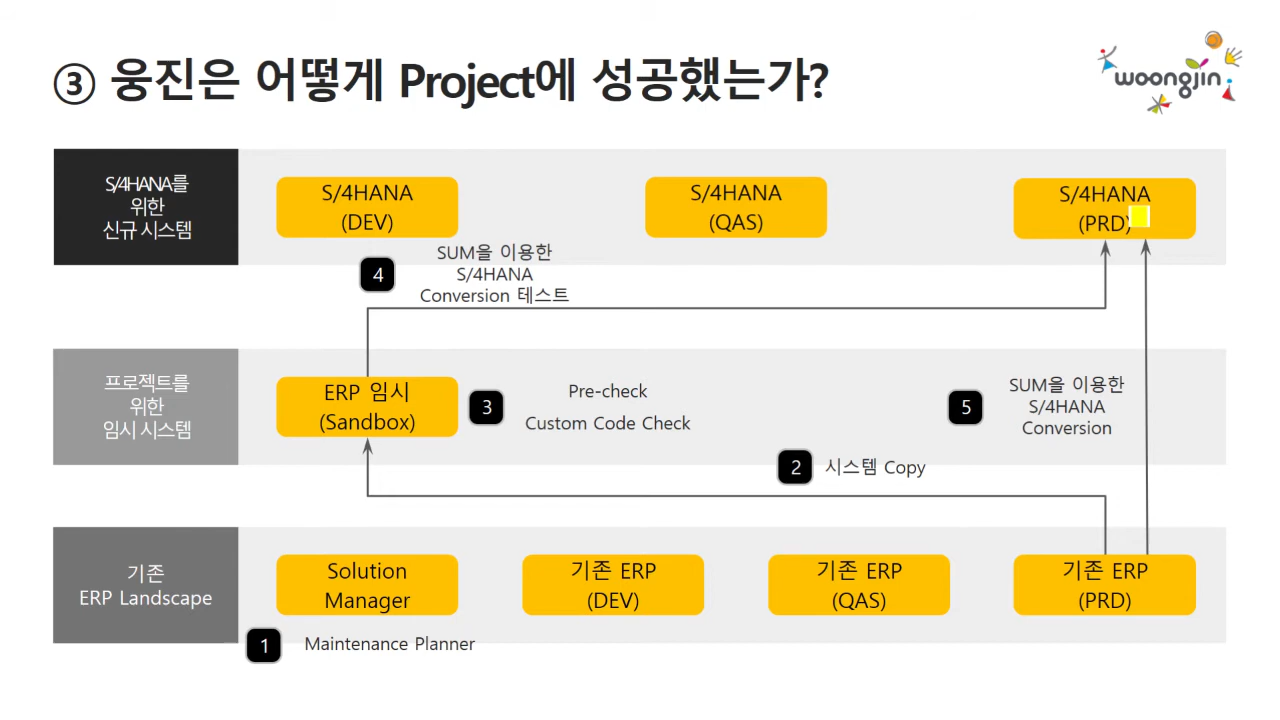 ③ 웅진은 어떻게 Project에 성공했는가?
woongjin
S/4HANA를
위한
신규 시스템
S/4HANA
(DEV)
S/4HANA
(QAS)
S/4HANA
(PRD)
4
SUM을 이용한
S/4HANA
Conversion 테스트
프로젝트를
위한
임시 시스템
ERP 임시
(Sandbox)
3
Pre-check
Custom Code Check
5
SUM을 이용한
S/4HANA
Conversion
2
시스템 Copy
기존
ERP Landscape
Solution
Manager
기존 ERP
(DEV)
기존 ERP
(QAS)
기존 ERP
(PRD)
1
Maintenance Planner